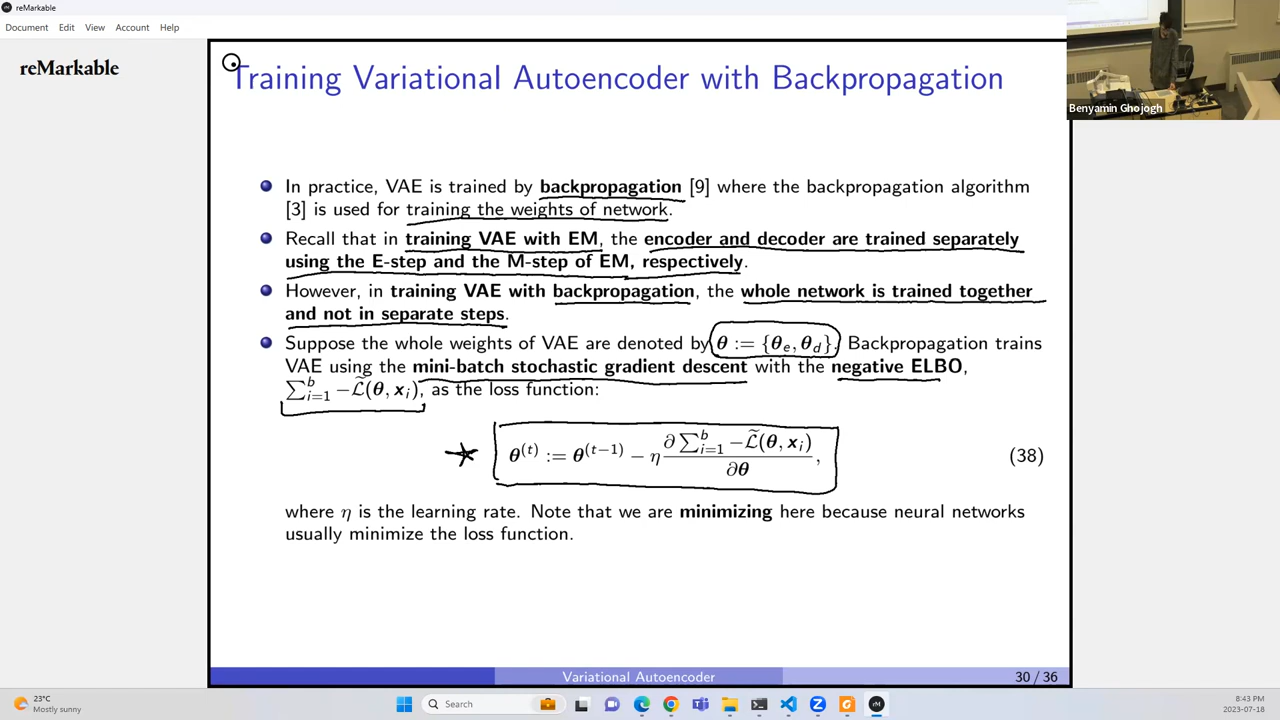 reMarkable
Document Edit View Account Help
reMarkable
Benyamin Ghojogh
Training Variational Autoencoder with Backpropagation
In practice, VAE is trained by backpropagation [9] where the backpropagation algorithm
[3] is used for training the weights of network.
Recall that in training VAE with EM, the encoder and decoder are trained separately
using the E-step and the M-step of EM, respectively.
However, in training VAE with backpropagation, the whole network is trained together
and not in separate steps.
Suppose the whole weights of VAE are denoted by θ := {θ_e, θ_d}. Backpropagation trains
VAE using the mini-batch stochastic gradient descent with the negative ELBO,
∑_{i=1}^{b} −L̃(θ, x_i), as the loss function:
θ^{(t)} := θ^{(t−1)} − η ∂ ∑_{i=1}^{b} −L̃(θ, x_i) / ∂θ, (38)
where η is the learning rate. Note that we are minimizing here because neural networks
usually minimize the loss function.
Variational Autoencoder 30 / 36
23°C
Mostly sunny
Search
8:43 PM
2023-07-18